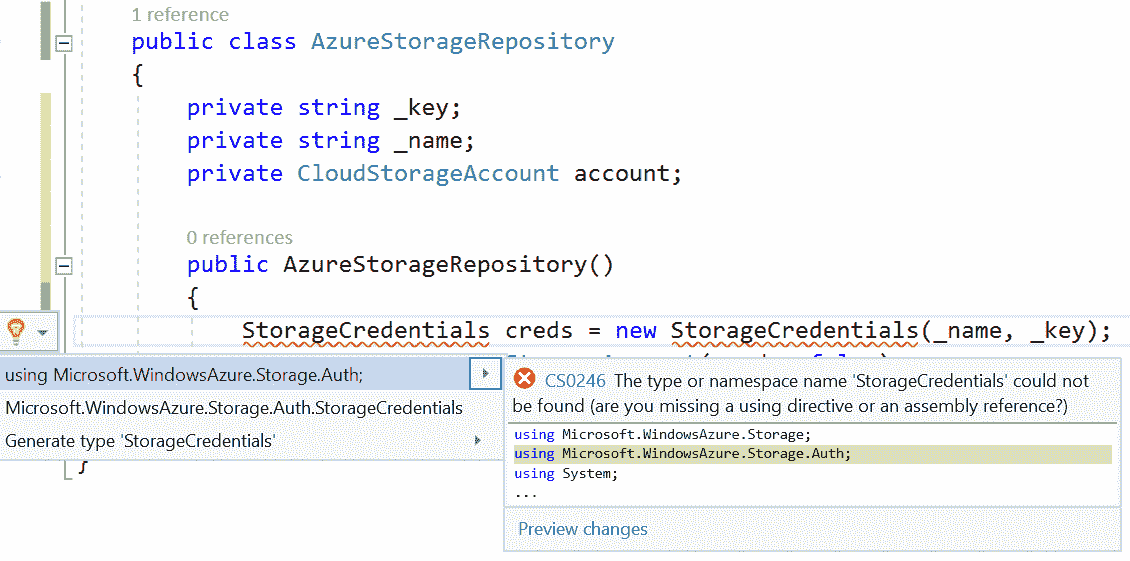 1 reference
public class AzureStorageRepository
{
private string _key;
private string _name;
private CloudStorageAccount account;
0 references
public AzureStorageRepository()
{
StorageCredentials creds = new StorageCredentials(_name, _key);
using Microsoft.WindowsAzure.Storage.Auth;
Microsoft.WindowsAzure.Storage.Auth.StorageCredentials
Generate type 'StorageCredentials'
}
CS0246 The type or namespace name 'StorageCredentials' could not
be found (are you missing a using directive or an assembly reference?)
using Microsoft.WindowsAzure.Storage;
using Microsoft.WindowsAzure.Storage.Auth;
using System;
...
Preview changes